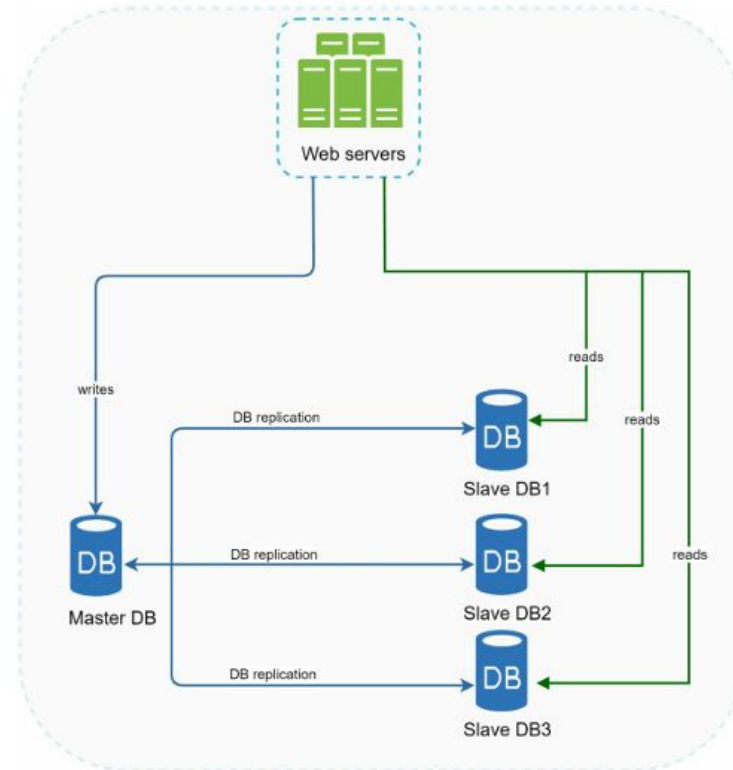 Web servers
writes
reads
reads
reads
DB replication
DB
Slave DB1
DB
Master DB
DB replication
DB
Slave DB2
DB replication
DB
Slave DB3